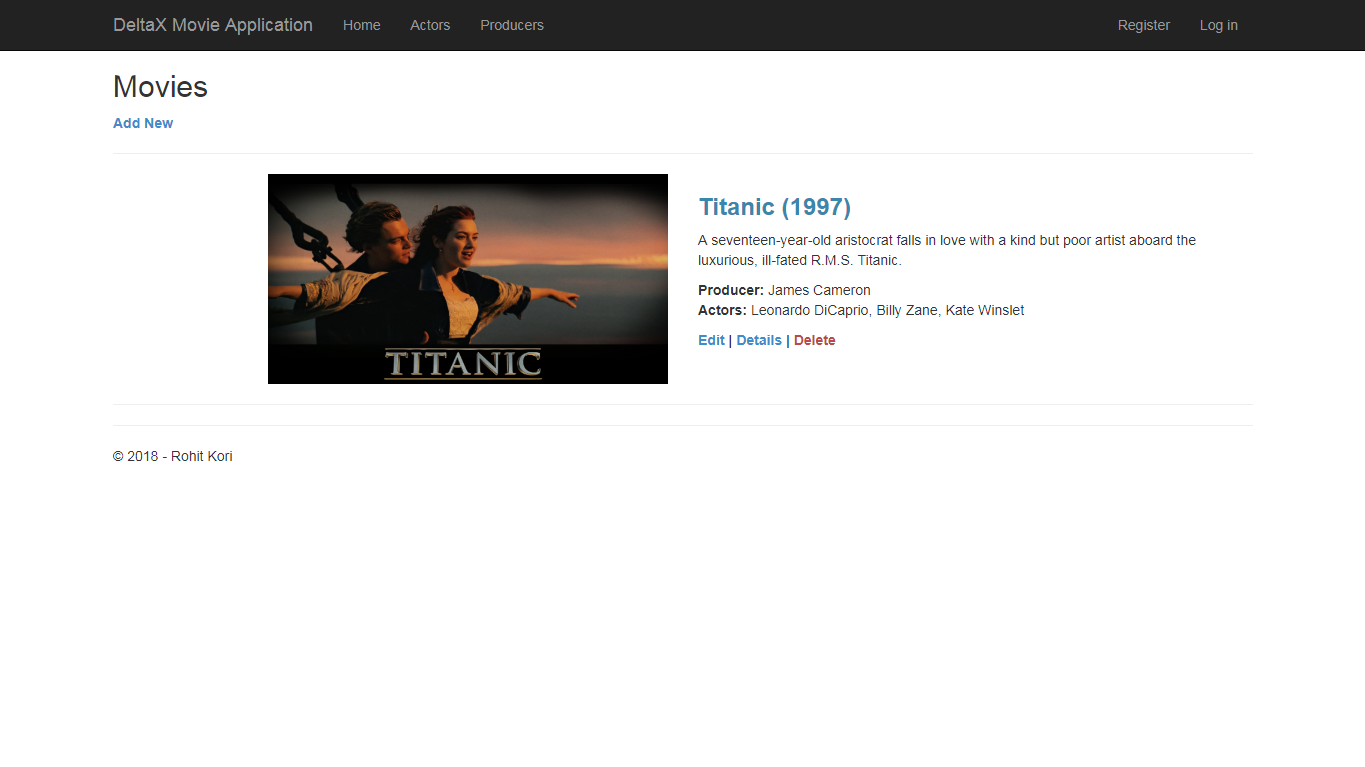 DeltaX Movie Application Home Actors Producers Register Log in
Movies
Add New
Titanic (1997)
A seventeen-year-old aristocrat falls in love with a kind but poor artist aboard the
luxurious, ill-fated R.M.S. Titanic.
Producer: James Cameron
Actors: Leonardo DiCaprio, Billy Zane, Kate Winslet
Edit | Details | Delete
TITANIC
© 2018 - Rohit Kori